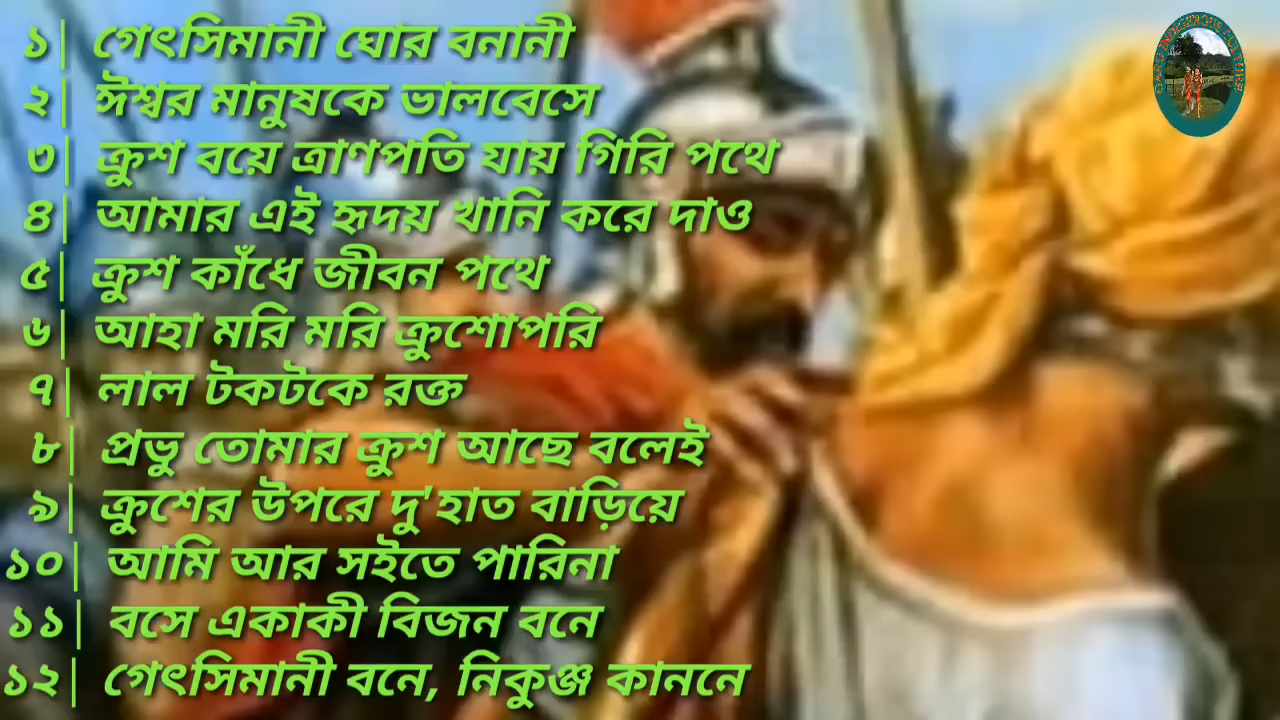 ১| গেৎসিমানী ঘোর বনানী
২| ঈশ্বর মানুষকে ভালবেসে
৩| ক্রুশ বয়ে ত্রাণপতি যায় গিরি পথে
৪| আমার এই হৃদয় খানি করে দাও
৫| ক্রুশ কাঁধে জীবন পথে
৬| আহা মরি মরি ক্রুশোপরি
৭| লাল টকটকে রক্ত
৮| প্রভু তোমার ক্রুশ আছে বলেই
৯| ক্রুশের উপরে দু'হাত বাড়িয়ে
১০| আমি আর সইতে পারিনা
১১| বসে একাকী বিজন বনে
১২| গেৎসিমানী বনে, নিকুঞ্জ কাননে